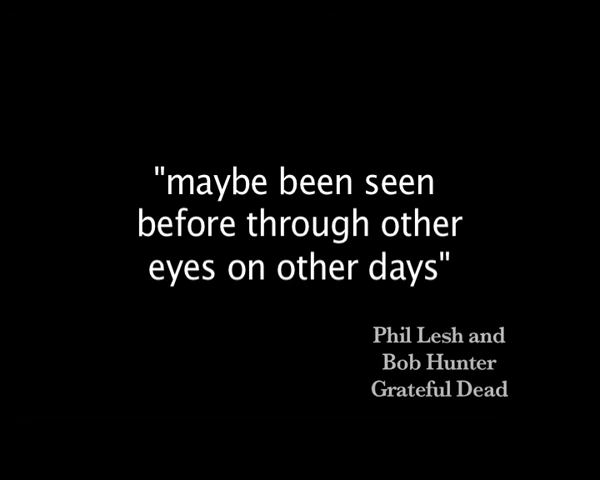 "maybe been seen
before through other
eyes on other days"
Phil Lesh and
Bob Hunter
Grateful Dead